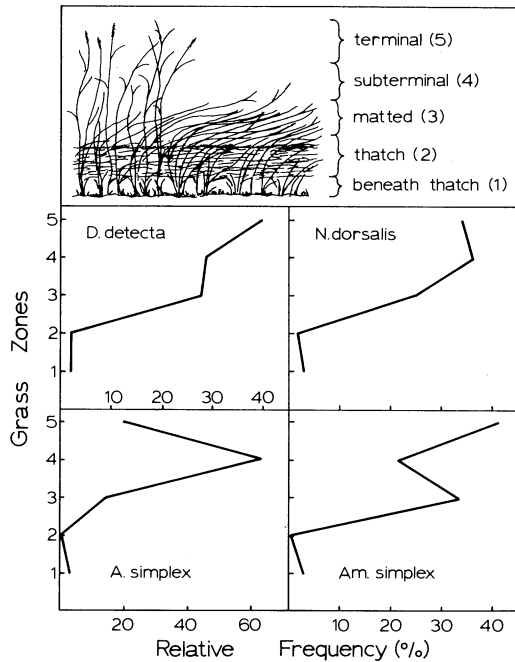 terminal (5)
subterminal (4)
matted (3)
thatch (2)
beneath thatch (1)
5
4
3
2
1
D. detecta
N. dorsalis
10 20 30 40
Grass Zones
5
4
3
2
1
A. simplex
Am. simplex
20 40 60 10 20 30 40
Relative Frequency (%)